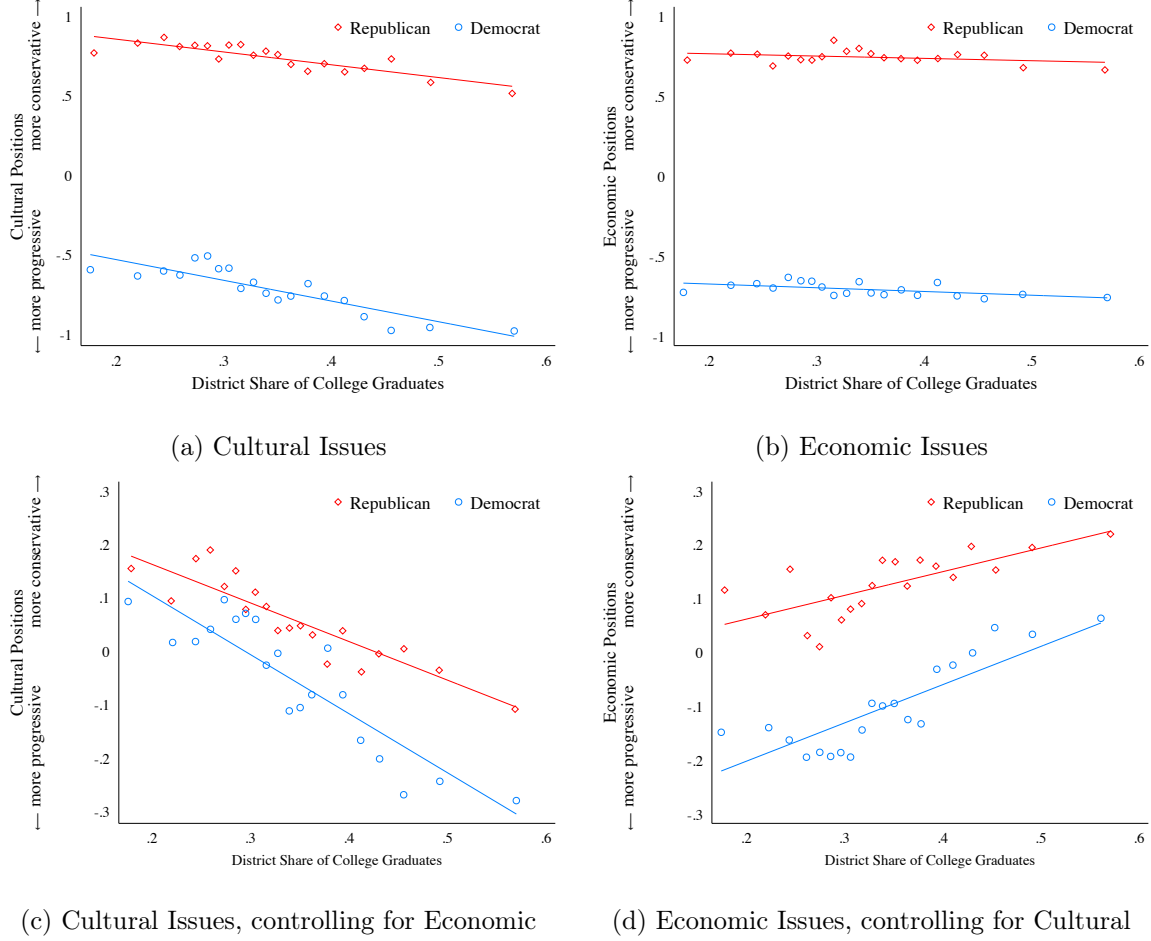 Republican Democrat
more conservative →
Cultural Positions
← more progressive
1
.5
0
-.5
-1
.2 .3 .4 .5 .6
District Share of College Graduates
(a) Cultural Issues
Republican Democrat
more conservative →
Economic Positions
← more progressive
1
.5
0
-.5
-1
.2 .3 .4 .5 .6
District Share of College Graduates
(b) Economic Issues
Republican Democrat
more conservative →
Cultural Positions
← more progressive
.3
.2
.1
0
-.1
-.2
-.3
.2 .3 .4 .5 .6
District Share of College Graduates
(c) Cultural Issues, controlling for Economic
Republican Democrat
more conservative →
Economic Positions
← more progressive
.3
.2
.1
0
-.1
-.2
-.3
.2 .3 .4 .5 .6
District Share of College Graduates
(d) Economic Issues, controlling for Cultural